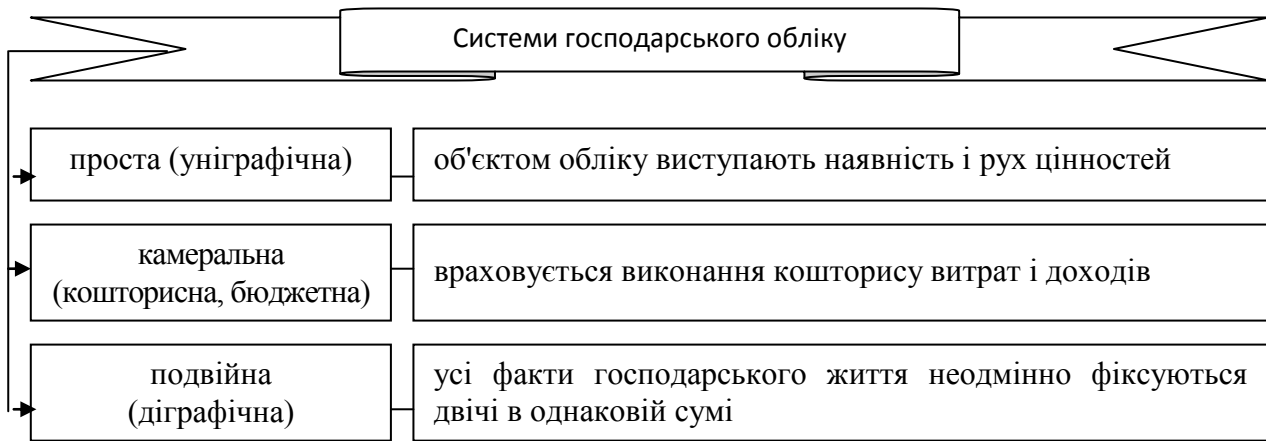 Системи господарського обліку
проста (уніграфічна)
об'єктом обліку виступають наявність і рух цінностей
камеральна
(кошторисна, бюджетна)
враховується виконання кошторису витрат і доходів
подвійна
(діграфічна)
усі факти господарського життя неодмінно фіксуються
двічі в однаковій сумі